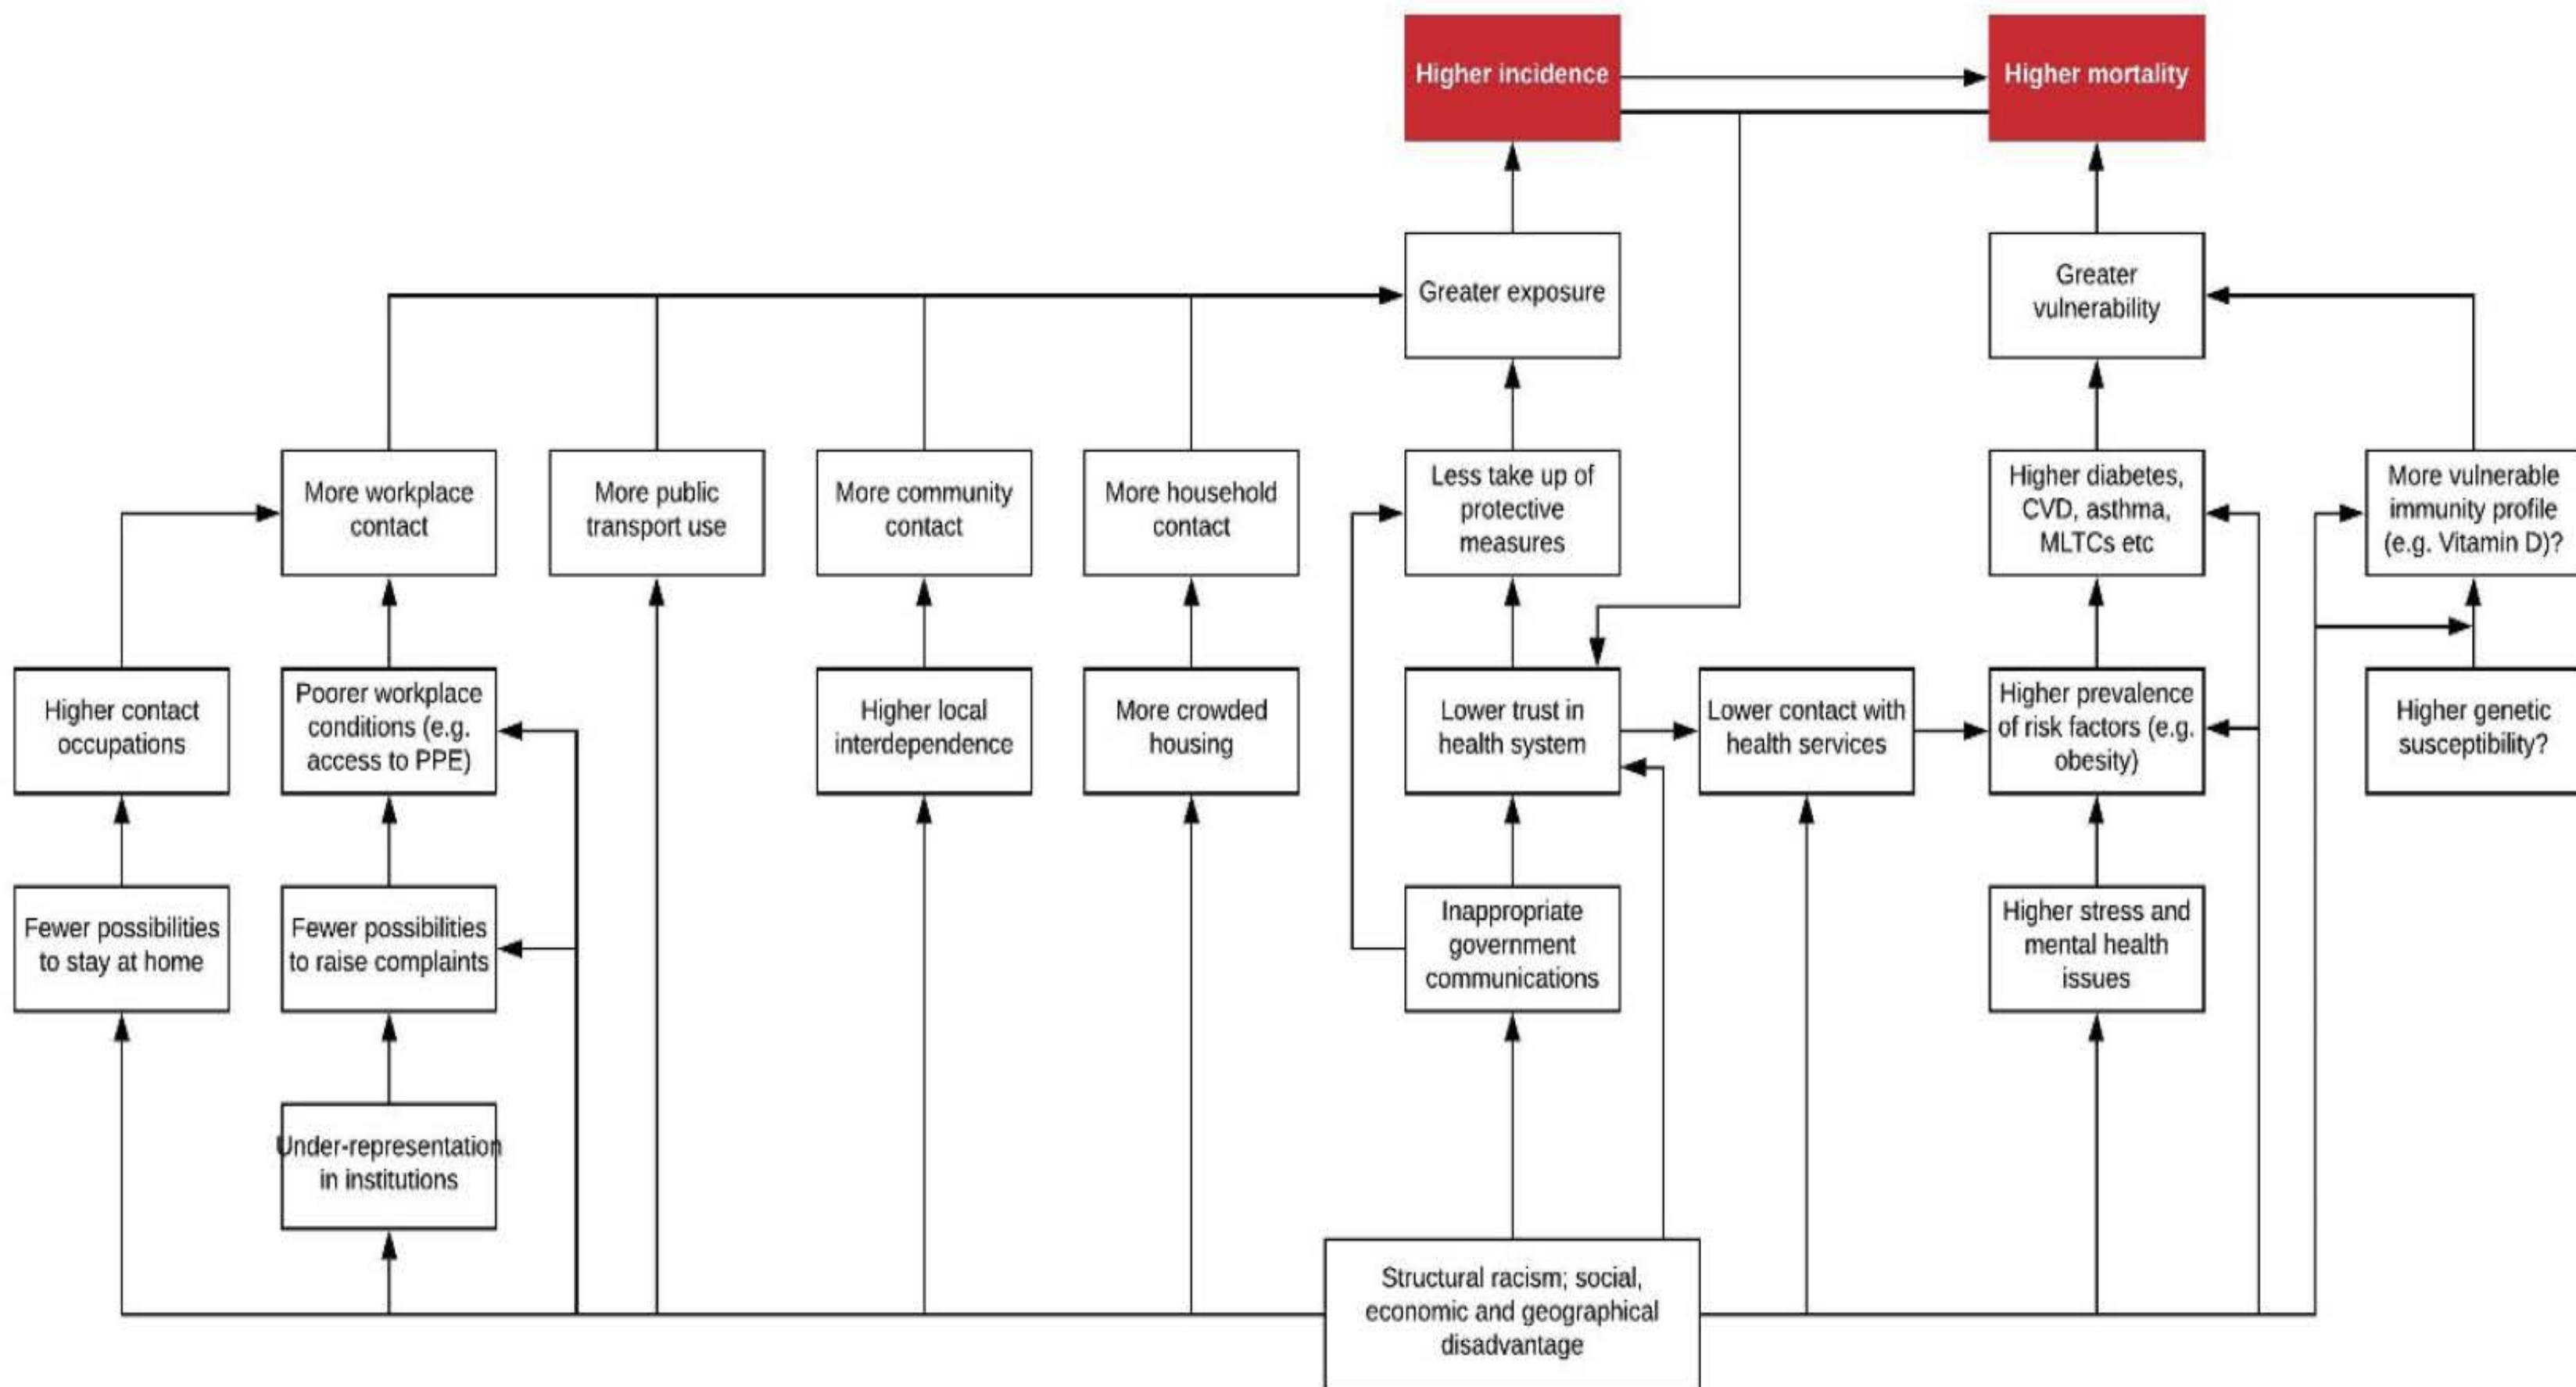 Higher incidence
Higher mortality
Greater exposure
Greater
vulnerability
More workplace
contact
More public
transport use
More community
contact
More household
contact
Less take up of
protective
measures
Higher diabetes,
CVD, asthma,
MLTCs etc
More vulnerable
immunity profile
(e.g. Vitamin D)?
Higher contact
occupations
Poorer workplace
conditions (e.g.
access to PPE)
Higher local
interdependence
More crowded
housing
Lower trust in
health system
Lower contact with
health services
Higher prevalence
of risk factors (e.g.
obesity)
Higher genetic
susceptibility?
Fewer possibilities
to stay at home
Fewer possibilities
to raise complaints
Inappropriate
government
communications
Higher stress and
mental health
issues
Under-representation
in institutions
Structural racism; social,
economic and geographical
disadvantage